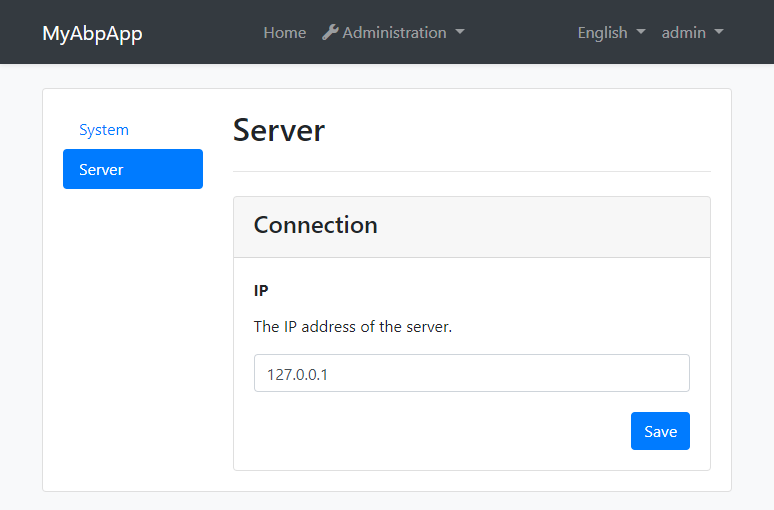 MyAbpApp
Home
Administration
English
admin
System
Server
Server
Connection
IP
The IP address of the server.
127.0.0.1
Save